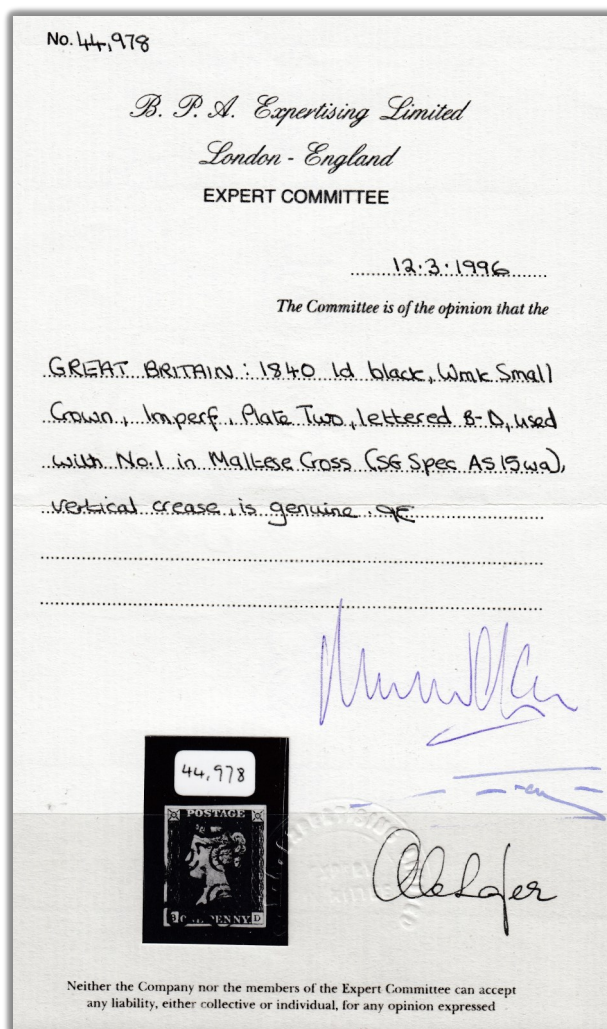 No. 44,978
B. P. A. Expertising Limited
London - England
EXPERT COMMITTEE
12.3.1996
The Committee is of the opinion that the
GREAT BRITAIN : 1840 1d black, Wmk Small
Crown, Imperf, Plate Two, lettered B-D, used
with No.1 in Maltese Cross (SG Spec AS15wa),
vertical crease, is genuine.
44,978
POSTAGE
B ONE PENNY D
Neither the Company nor the members of the Expert Committee can accept
any liability, either collective or individual, for any opinion expressed